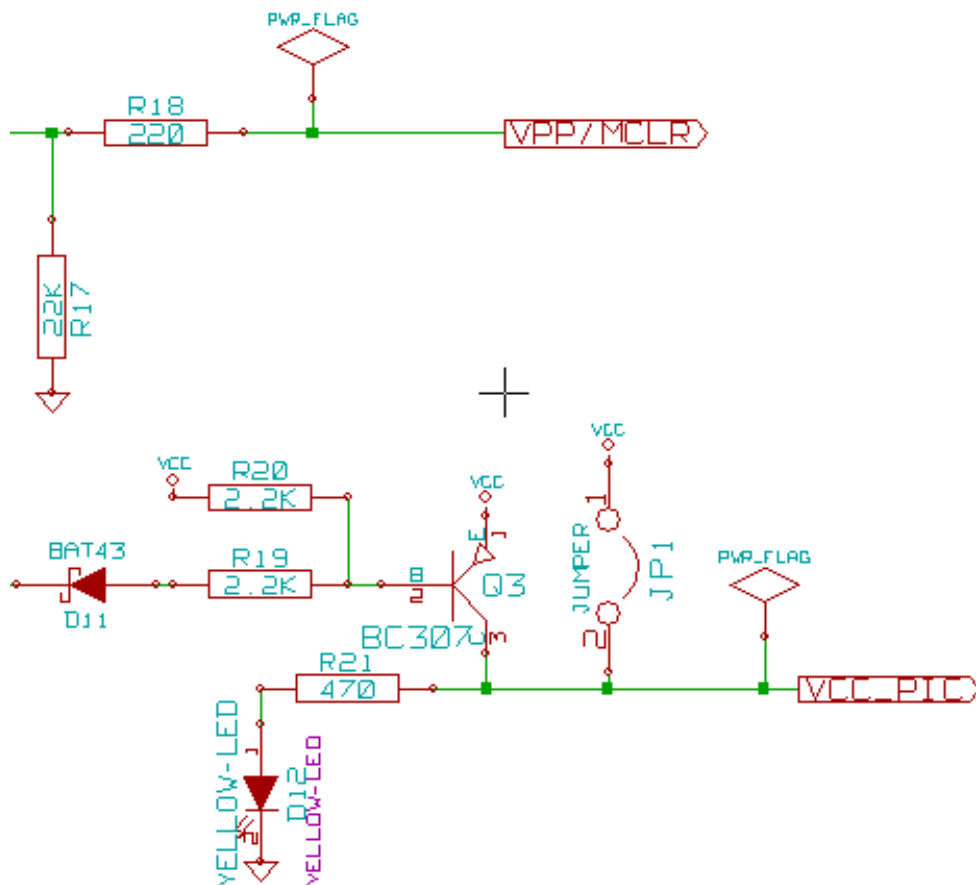 PWR_FLAG
R18
220
VPP/MCLR
22K
R17
VCC
R20
2.2K
VCC
VCC
BAT43
D11
R19
2.2K
B
2
E
1
Q3
BC307
C
3
JUMPER
1
2
JP1
PWR_FLAG
R21
470
VCC_PIC
YELLOW-LED
1
2
D12
YELLOW-LED